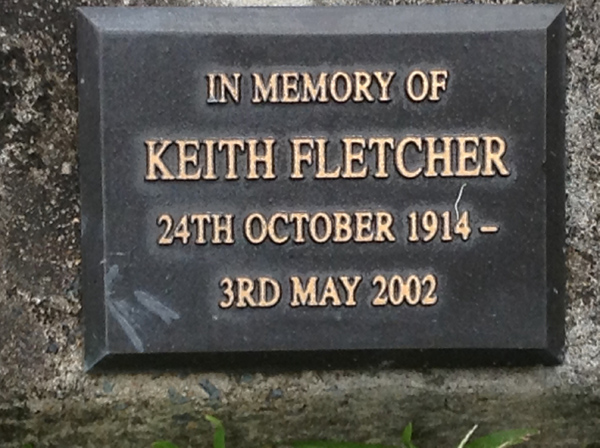 IN MEMORY OF
KEITH FLETCHER
24TH OCTOBER 1914 –
3RD MAY 2002